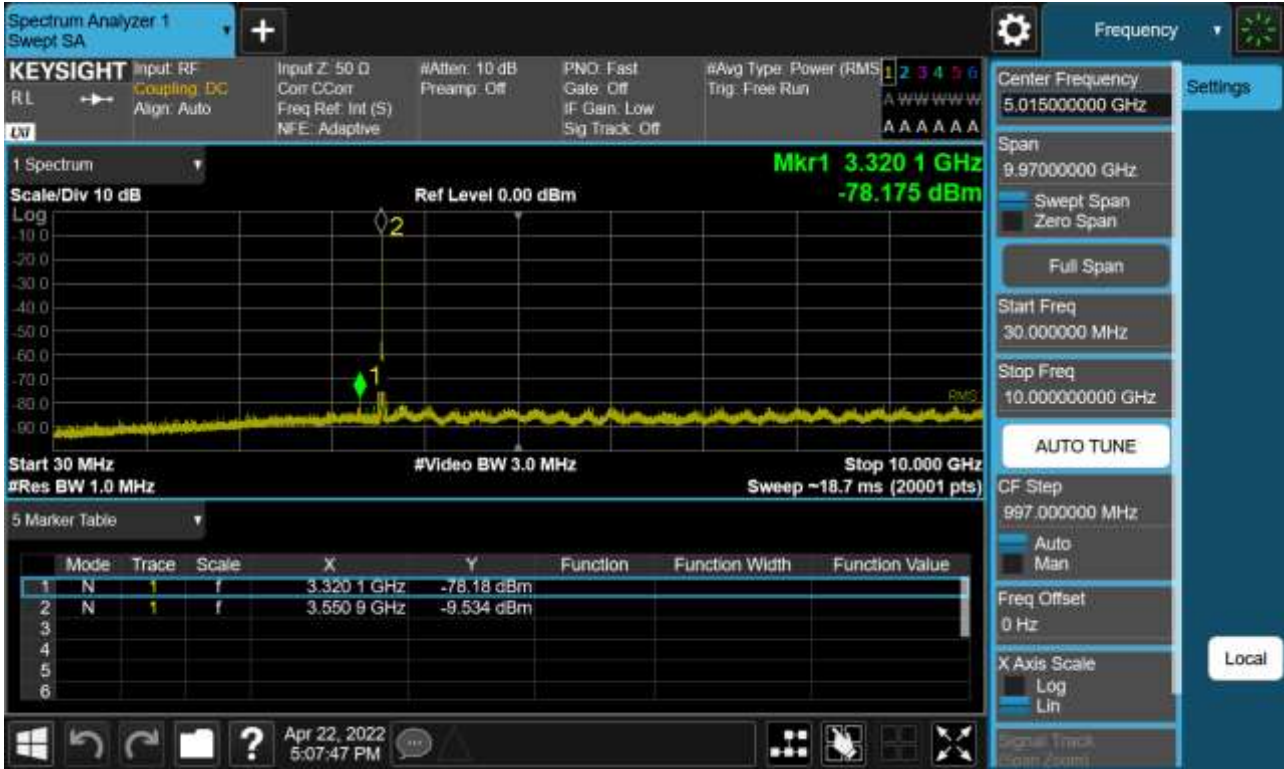 Spectrum Analyzer 1
Swept SA
+
Frequency
KEYSIGHT
RL
LXI
Input: RF
Coupling: DC
Align: Auto
Input Z: 50 Ω
Corr CCorr
Freq Ref: Int (S)
NFE: Adaptive
#Atten: 10 dB
Preamp: Off
PNO: Fast
Gate: Off
IF Gain: Low
Sig Track: Off
#Avg Type: Power (RMS
Trig: Free Run
1 2 3 4 5 6
A W W W W W
A A A A A A
1 Spectrum
Mkr1 3.320 1 GHz
-78.175 dBm
Scale/Div 10 dB
Ref Level 0.00 dBm
Log
-10.0
-20.0
-30.0
-40.0
-50.0
-60.0
-70.0
-80.0
-90.0
2
1
RMS
Start 30 MHz
#Video BW 3.0 MHz
Stop 10.000 GHz
#Res BW 1.0 MHz
Sweep ~18.7 ms (20001 pts)
5 Marker Table
Mode Trace Scale X Y Function Function Width Function Value
1 N 1 f 3.320 1 GHz -78.18 dBm
2 N 1 f 3.550 9 GHz -9.534 dBm
3
4
5
6
?
Apr 22, 2022
5:07:47 PM
Center Frequency
5.015000000 GHz
Settings
Span
9.97000000 GHz
Swept Span
Zero Span
Full Span
Start Freq
30.000000 MHz
Stop Freq
10.000000000 GHz
AUTO TUNE
CF Step
997.000000 MHz
Auto
Man
Freq Offset
0 Hz
X Axis Scale
Log
Lin
Local
Signal Track
(Span Zoom)